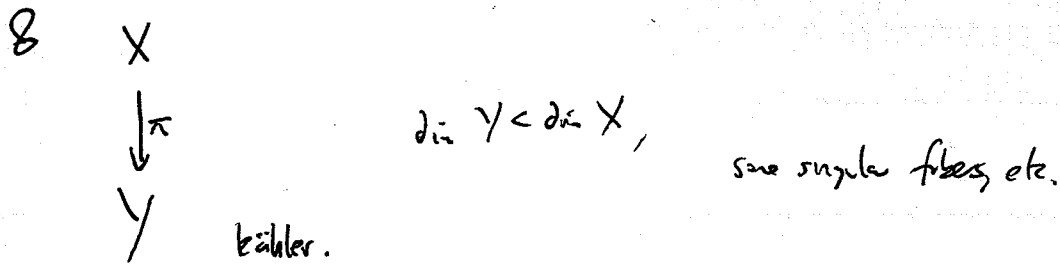 8 X
↓ π
dim Y < dim X,
some singular fibers, etc.
Y kähler.